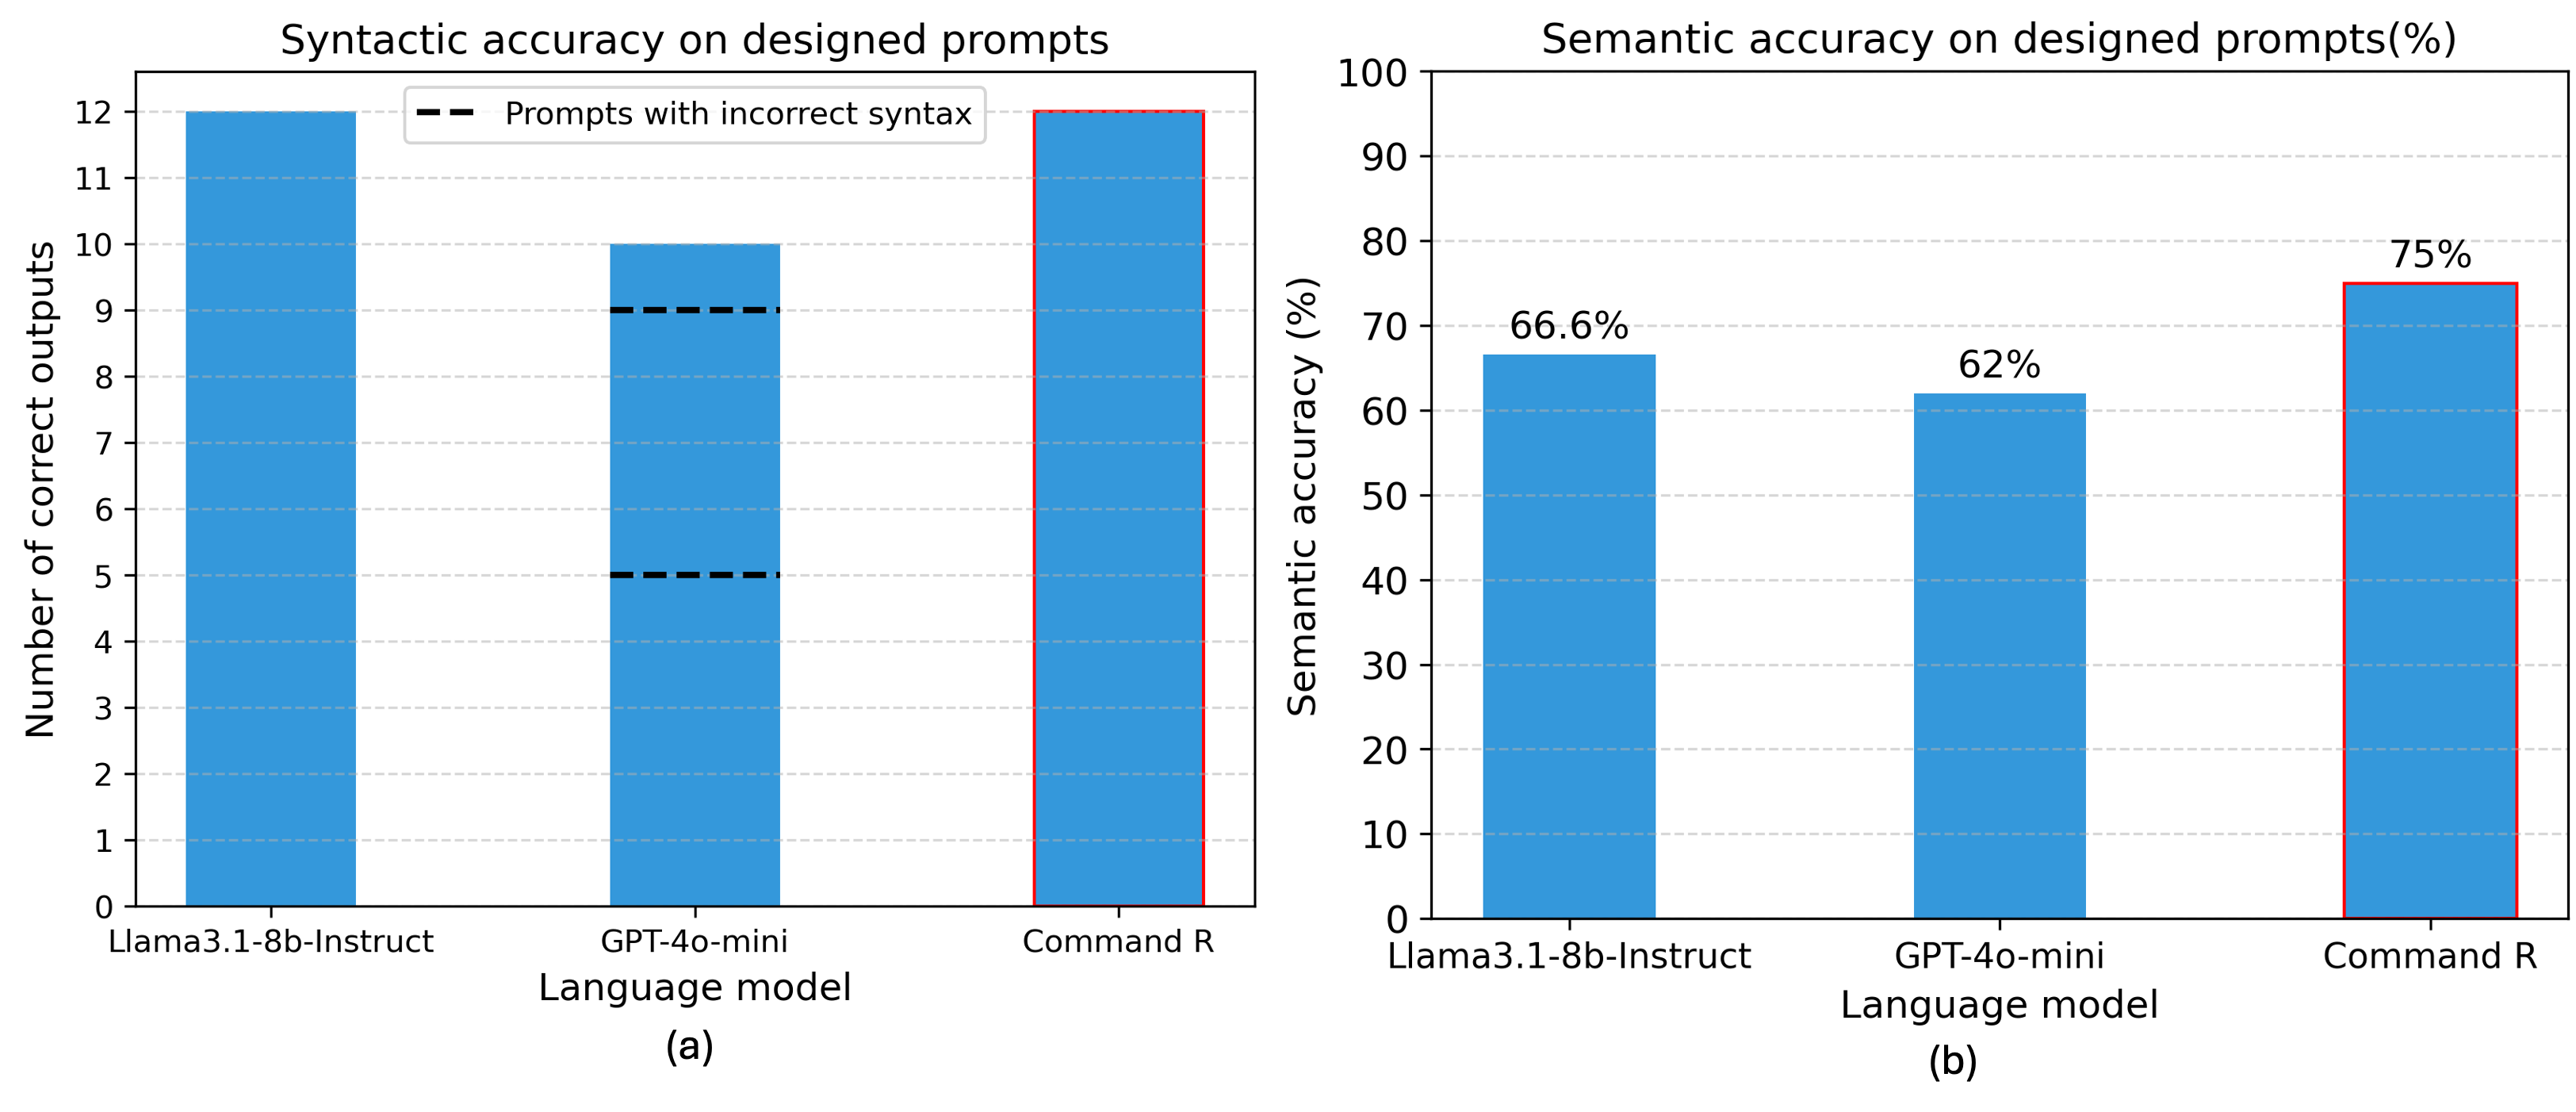 Syntactic accuracy on designed prompts
Prompts with incorrect syntax
Number of correct outputs
12
11
10
9
8
7
6
5
4
3
2
1
0
Llama3.1-8b-Instruct
GPT-4o-mini
Command R
Language model
(a)
Semantic accuracy on designed prompts(%)
Semantic accuracy (%)
100
90
80
70
60
50
40
30
20
10
0
66.6%
62%
75%
Llama3.1-8b-Instruct
GPT-4o-mini
Command R
Language model
(b)